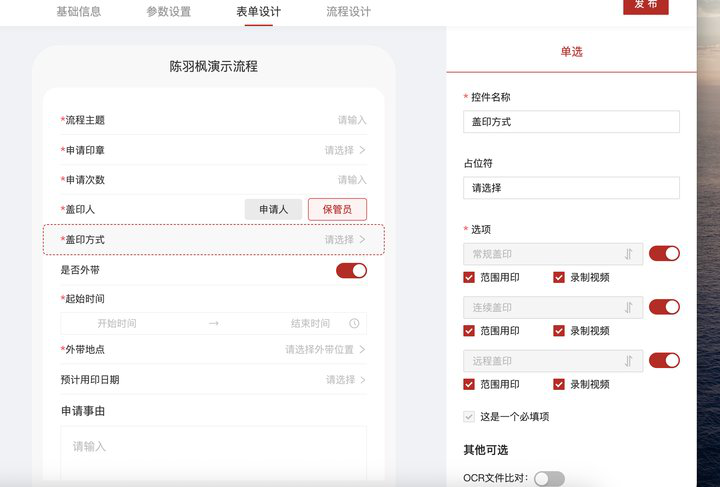 基础信息
参数设置
表单设计
流程设计
发布
陈羽枫演示流程
*流程主题 请输入
*申请印章 请选择
*申请次数 请输入
*盖印人 申请人 保管员
*盖印方式 请选择
是否外带
*起始时间
开始时间 → 结束时间
*外带地点 请选择外带位置
预计用印日期 请选择
申请事由
请输入
单选
* 控件名称
盖印方式
占位符
请选择
* 选项
常规盖印
范围用印 录制视频
连续盖印
范围用印 录制视频
远程盖印
范围用印 录制视频
这是一个必填项
其他可选
OCR文件比对: